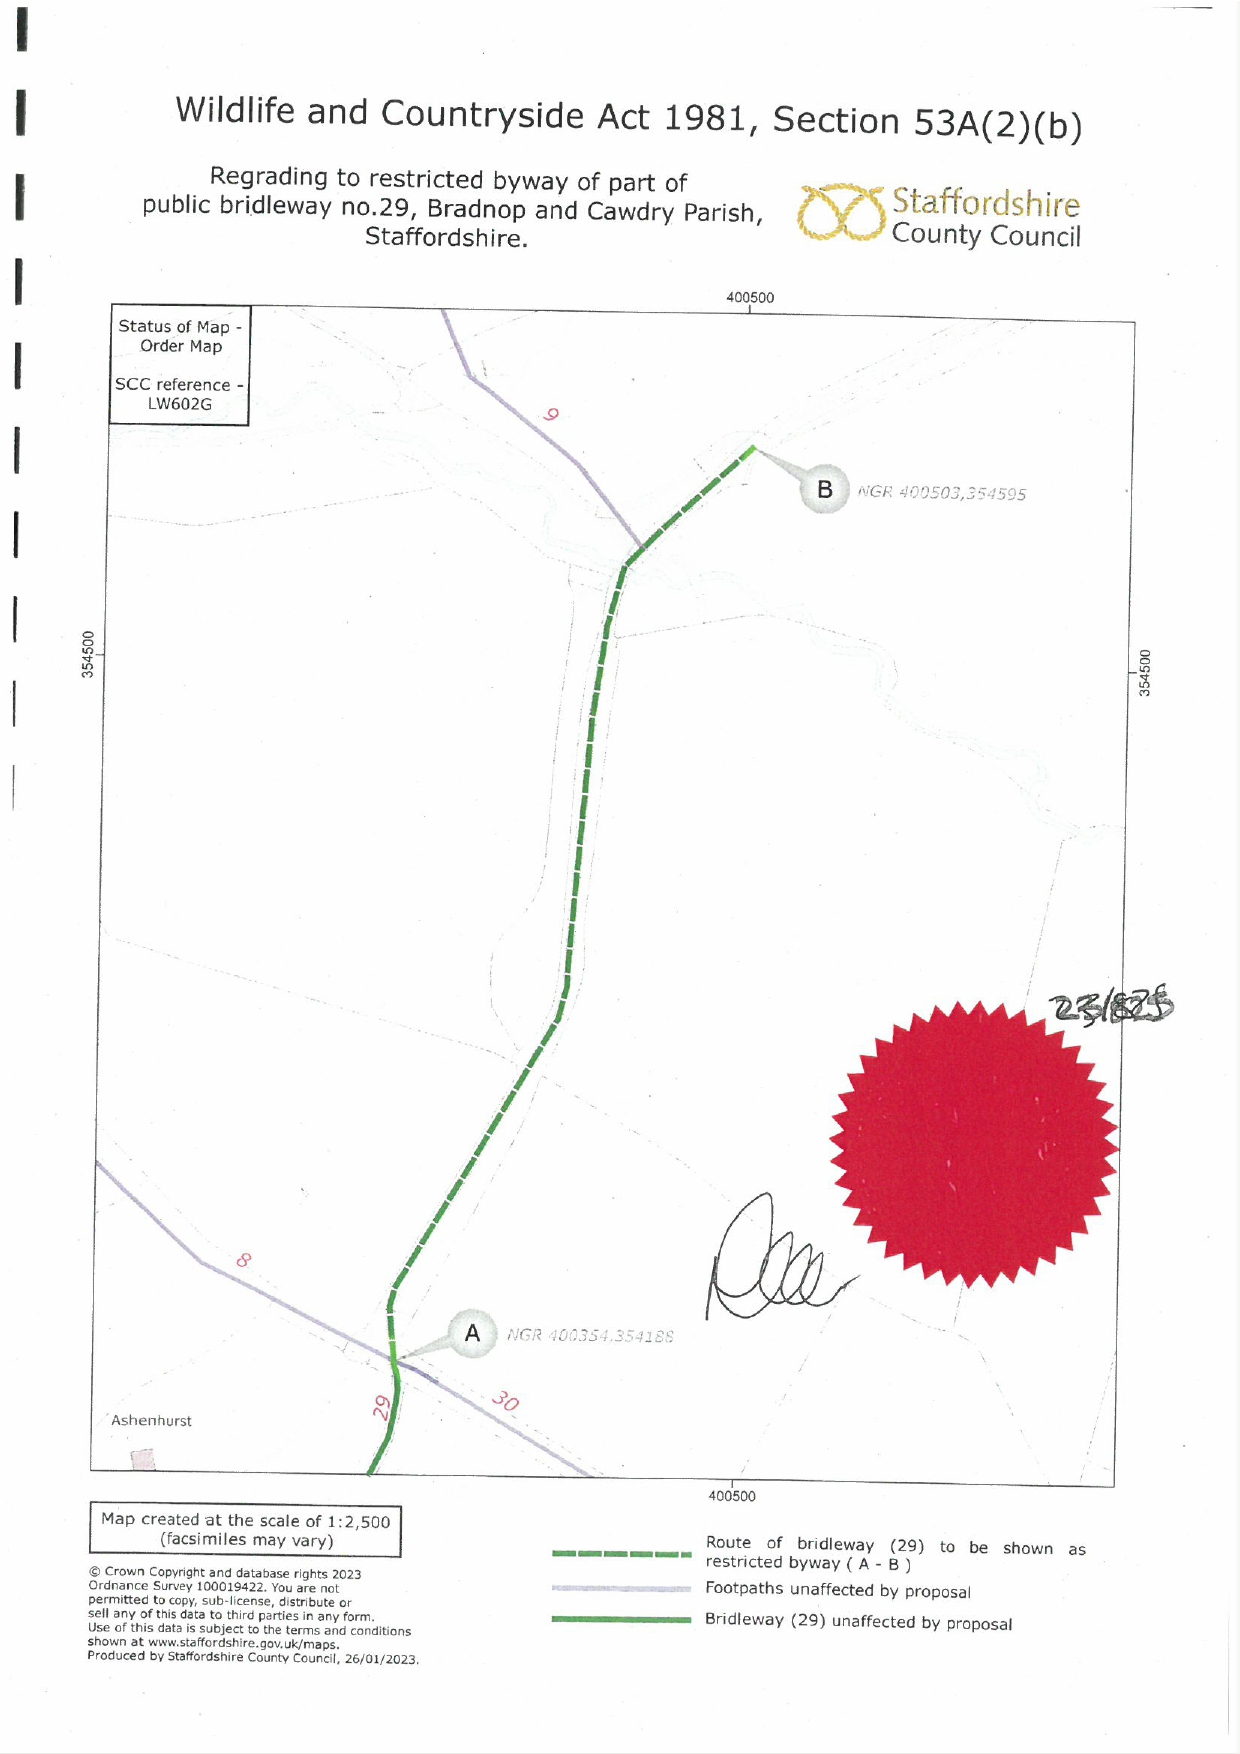 Wildlife and Countryside Act 1981, Section 53A(2)(b)
Regrading to restricted byway of part of
public bridleway no.29, Bradnop and Cawdry Parish,
Staffordshire.
Staffordshire
County Council
400500
Status of Map -
Order Map
SCC reference -
LW602G
9
B
NGR 400503,354595
354500
354500
8
A
NGR 400354,354188
29
30
Ashenhurst
400500
Map created at the scale of 1:2,500
(facsimiles may vary)
© Crown Copyright and database rights 2023
Ordnance Survey 100019422. You are not
permitted to copy, sub-license, distribute or
sell any of this data to third parties in any form.
Use of this data is subject to the terms and conditions
shown at www.staffordshire.gov.uk/maps.
Produced by Staffordshire County Council, 26/01/2023.
Route of bridleway (29) to be shown as
restricted byway ( A - B )
Footpaths unaffected by proposal
Bridleway (29) unaffected by proposal